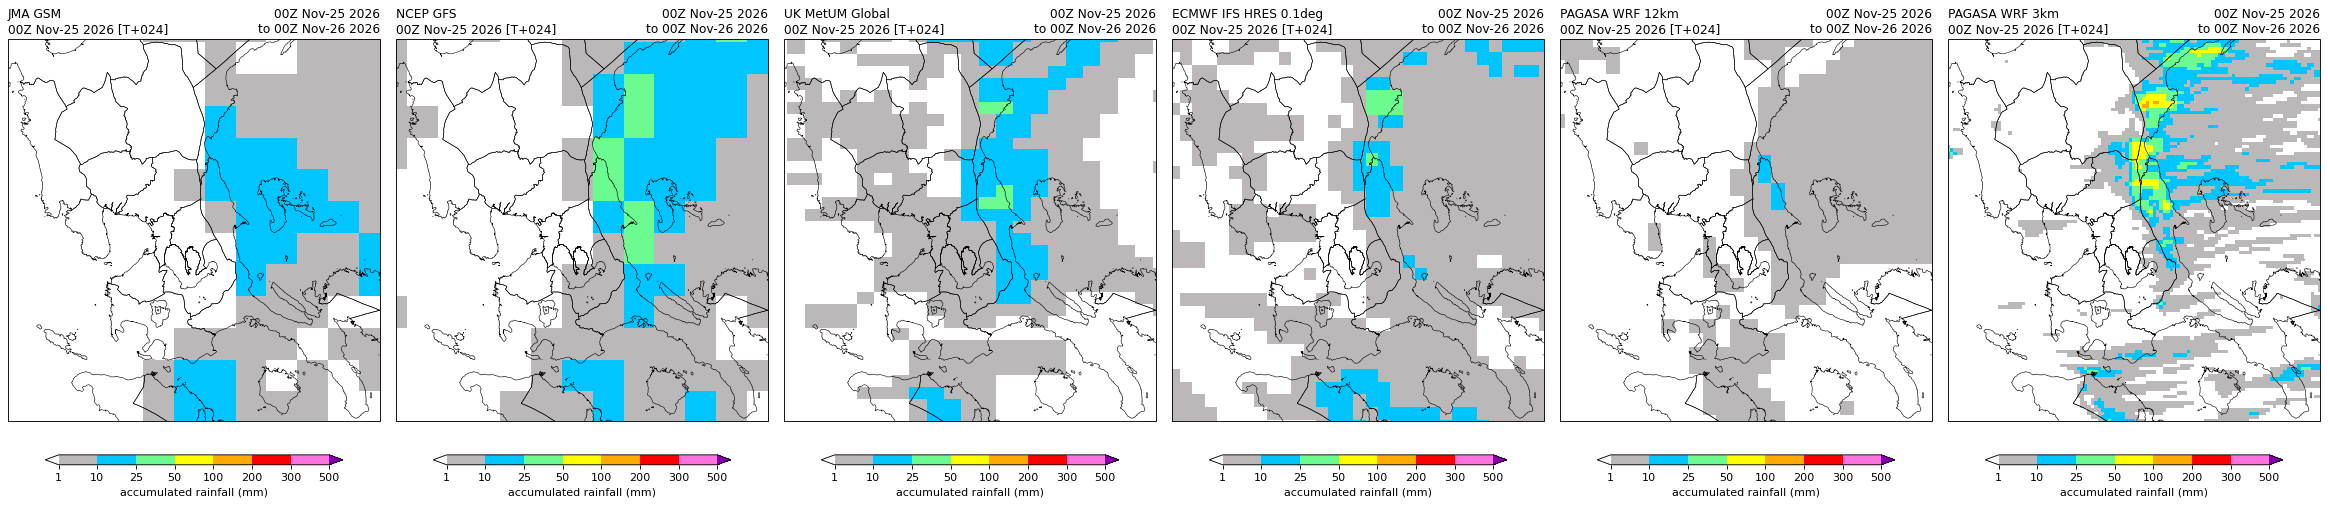 JMA GSM
00Z Nov-25 2026 [T+024]
00Z Nov-25 2026
to 00Z Nov-26 2026
NCEP GFS
00Z Nov-25 2026 [T+024]
00Z Nov-25 2026
to 00Z Nov-26 2026
UK MetUM Global
00Z Nov-25 2026 [T+024]
00Z Nov-25 2026
to 00Z Nov-26 2026
ECMWF IFS HRES 0.1deg
00Z Nov-25 2026 [T+024]
00Z Nov-25 2026
to 00Z Nov-26 2026
PAGASA WRF 12km
00Z Nov-25 2026 [T+024]
00Z Nov-25 2026
to 00Z Nov-26 2026
PAGASA WRF 3km
00Z Nov-25 2026 [T+024]
00Z Nov-25 2026
to 00Z Nov-26 2026
1 10 25 50 100 200 300 500
accumulated rainfall (mm)
1 10 25 50 100 200 300 500
accumulated rainfall (mm)
1 10 25 50 100 200 300 500
accumulated rainfall (mm)
1 10 25 50 100 200 300 500
accumulated rainfall (mm)
1 10 25 50 100 200 300 500
accumulated rainfall (mm)
1 10 25 50 100 200 300 500
accumulated rainfall (mm)